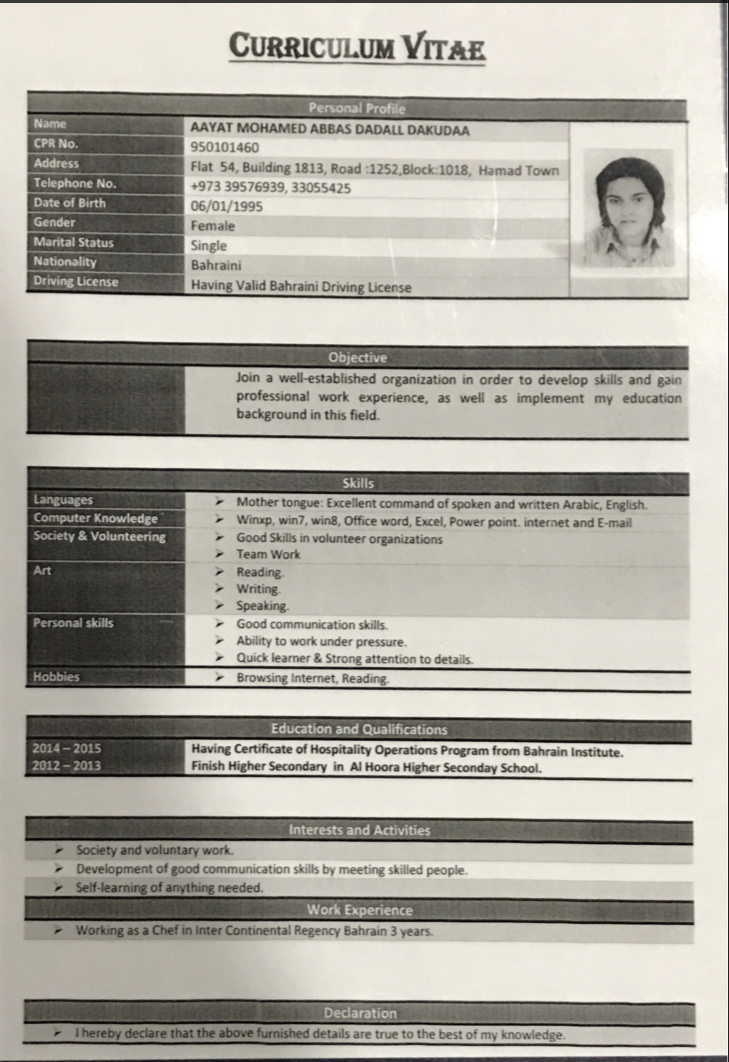 CURRICULUM VITAE
Personal Profile
Name AAYAT MOHAMED ABBAS DADALL DAKUDAA
CPR No. 950101460
Address Flat 54, Building 1813, Road :1252,Block:1018, Hamad Town
Telephone No. +973 39576939, 33055425
Date of Birth 06/01/1995
Gender Female
Marital Status Single
Nationality Bahraini
Driving License Having Valid Bahraini Driving License
Objective
Join a well-established organization in order to develop skills and gain
professional work experience, as well as implement my education
background in this field.
Skills
Languages ➢ Mother tongue: Excellent command of spoken and written Arabic, English.
Computer Knowledge ➢ Winxp, win7, win8, Office word, Excel, Power point. internet and E-mail
Society & Volunteering ➢ Good Skills in volunteer organizations
➢ Team Work
Art ➢ Reading.
➢ Writing.
➢ Speaking.
Personal skills ➢ Good communication skills.
➢ Ability to work under pressure.
➢ Quick learner & Strong attention to details.
Hobbies ➢ Browsing Internet, Reading.
Education and Qualifications
2014 – 2015 Having Certificate of Hospitality Operations Program from Bahrain Institute.
2012 – 2013 Finish Higher Secondary in Al Hoora Higher Seconday School.
Interests and Activities
➢ Society and voluntary work.
➢ Development of good communication skills by meeting skilled people.
➢ Self-learning of anything needed.
Work Experience
➢ Working as a Chef in Inter Continental Regency Bahrain 3 years.
Declaration
➢ I hereby declare that the above furnished details are true to the best of my knowledge.